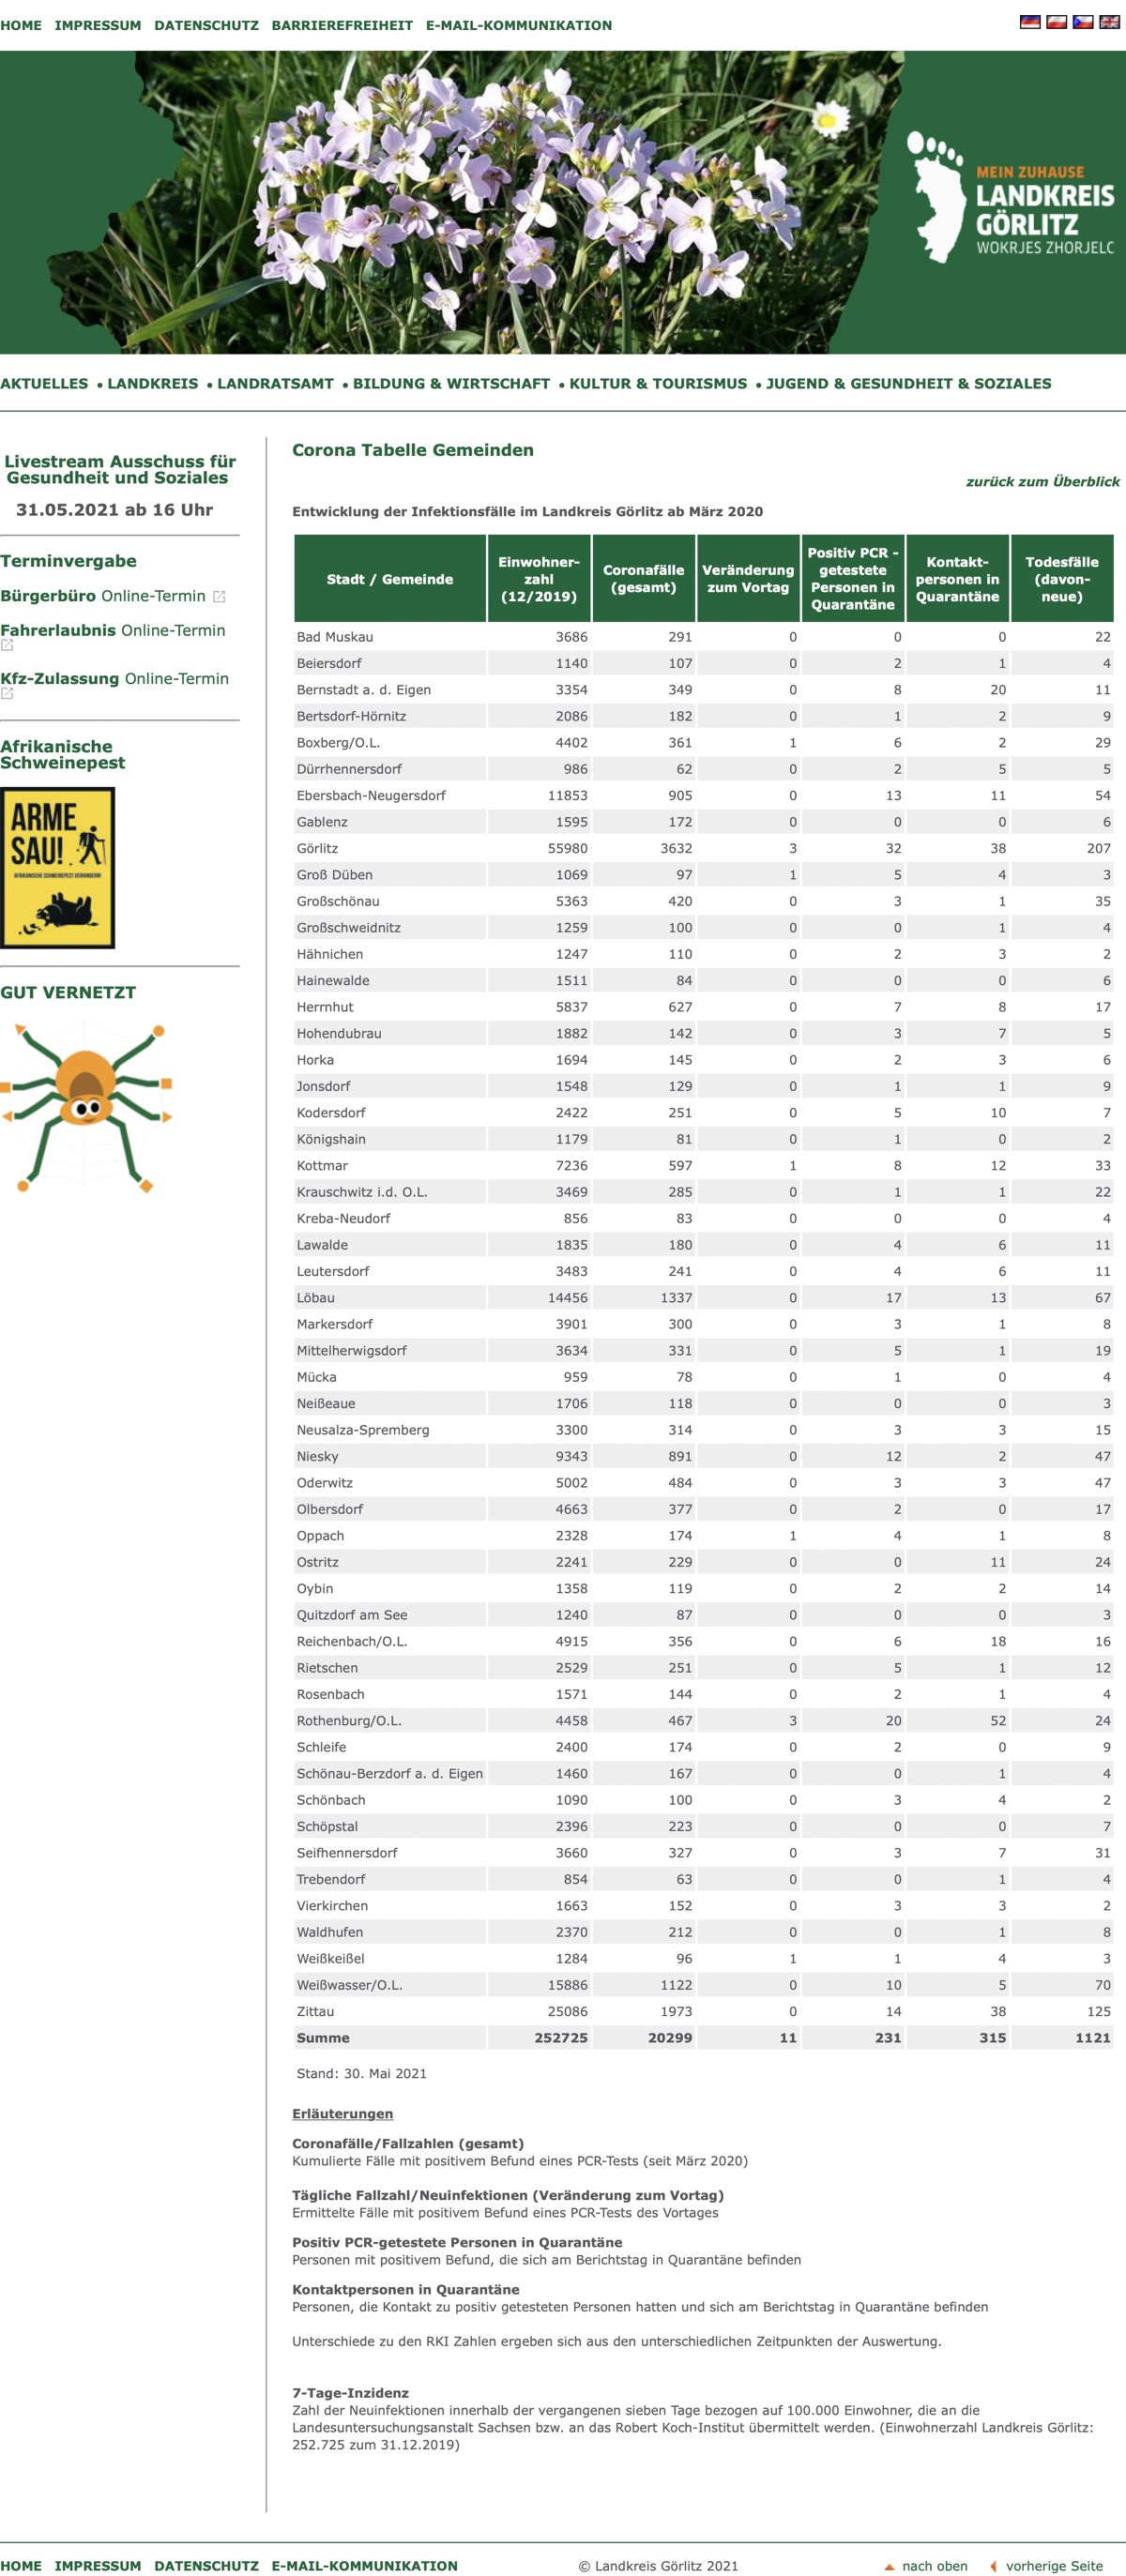 HOME IMPRESSUM DATENSCHUTZ BARRIEREFREIHEIT E-MAIL-KOMMUNIKATION
MEIN ZUHAUSE
LANDKREIS
GÖRLITZ
WOKRJES ZHORJELC
AKTUELLES • LANDKREIS • LANDRATSAMT • BILDUNG & WIRTSCHAFT • KULTUR & TOURISMUS • JUGEND & GESUNDHEIT & SOZIALES
Livestream Ausschuss für
Gesundheit und Soziales
31.05.2021 ab 16 Uhr
Terminvergabe
Bürgerbüro Online-Termin
Fahrerlaubnis Online-Termin
Kfz-Zulassung Online-Termin
Afrikanische
Schweinepest
ARME
SAU!
AFRIKANISCHE SCHWEINEPEST VERHINDERN!
GUT VERNETZT
Corona Tabelle Gemeinden
zurück zum Überblick
Entwicklung der Infektionsfälle im Landkreis Görlitz ab März 2020
Stadt / Gemeinde
Einwohner-
zahl
(12/2019)
Coronafälle
(gesamt)
Veränderung
zum Vortag
Positiv PCR -
getestete
Personen in
Quarantäne
Kontakt-
personen in
Quarantäne
Todesfälle
(davon-
neue)
Bad Muskau 3686 291 0 0 0 22
Beiersdorf 1140 107 0 2 1 4
Bernstadt a. d. Eigen 3354 349 0 8 20 11
Bertsdorf-Hörnitz 2086 182 0 1 2 9
Boxberg/O.L. 4402 361 1 6 2 29
Dürrhennersdorf 986 62 0 2 5 5
Ebersbach-Neugersdorf 11853 905 0 13 11 54
Gablenz 1595 172 0 0 0 6
Görlitz 55980 3632 3 32 38 207
Groß Düben 1069 97 1 5 4 3
Großschönau 5363 420 0 3 1 35
Großschweidnitz 1259 100 0 0 1 4
Hähnichen 1247 110 0 2 3 2
Hainewalde 1511 84 0 0 0 6
Herrnhut 5837 627 0 7 8 17
Hohendubrau 1882 142 0 3 7 5
Horka 1694 145 0 2 3 6
Jonsdorf 1548 129 0 1 1 9
Kodersdorf 2422 251 0 5 10 7
Königshain 1179 81 0 1 0 2
Kottmar 7236 597 1 8 12 33
Krauschwitz i.d. O.L. 3469 285 0 1 1 22
Kreba-Neudorf 856 83 0 0 0 4
Lawalde 1835 180 0 4 6 11
Leutersdorf 3483 241 0 4 6 11
Löbau 14456 1337 0 17 13 67
Markersdorf 3901 300 0 3 1 8
Mittelherwigsdorf 3634 331 0 5 1 19
Mücka 959 78 0 1 0 4
Neißeaue 1706 118 0 0 0 3
Neusalza-Spremberg 3300 314 0 3 3 15
Niesky 9343 891 0 12 2 47
Oderwitz 5002 484 0 3 3 47
Olbersdorf 4663 377 0 2 0 17
Oppach 2328 174 1 4 1 8
Ostritz 2241 229 0 0 11 24
Oybin 1358 119 0 2 2 14
Quitzdorf am See 1240 87 0 0 0 3
Reichenbach/O.L. 4915 356 0 6 18 16
Rietschen 2529 251 0 5 1 12
Rosenbach 1571 144 0 2 1 4
Rothenburg/O.L. 4458 467 3 20 52 24
Schleife 2400 174 0 2 0 9
Schönau-Berzdorf a. d. Eigen 1460 167 0 0 1 4
Schönbach 1090 100 0 3 4 2
Schöpstal 2396 223 0 0 0 7
Seifhennersdorf 3660 327 0 3 7 31
Trebendorf 854 63 0 0 1 4
Vierkirchen 1663 152 0 3 3 2
Waldhufen 2370 212 0 0 1 8
Weißkeißel 1284 96 1 1 4 3
Weißwasser/O.L. 15886 1122 0 10 5 70
Zittau 25086 1973 0 14 38 125
Summe 252725 20299 11 231 315 1121
Stand: 30. Mai 2021
Erläuterungen
Coronafälle/Fallzahlen (gesamt)
Kumulierte Fälle mit positivem Befund eines PCR-Tests (seit März 2020)
Tägliche Fallzahl/Neuinfektionen (Veränderung zum Vortag)
Ermittelte Fälle mit positivem Befund eines PCR-Tests des Vortages
Positiv PCR-getestete Personen in Quarantäne
Personen mit positivem Befund, die sich am Berichtstag in Quarantäne befinden
Kontaktpersonen in Quarantäne
Personen, die Kontakt zu positiv getesteten Personen hatten und sich am Berichtstag in Quarantäne befinden
Unterschiede zu den RKI Zahlen ergeben sich aus den unterschiedlichen Zeitpunkten der Auswertung.
7-Tage-Inzidenz
Zahl der Neuinfektionen innerhalb der vergangenen sieben Tage bezogen auf 100.000 Einwohner, die an die
Landesuntersuchungsanstalt Sachsen bzw. an das Robert Koch-Institut übermittelt werden. (Einwohnerzahl Landkreis Görlitz:
252.725 zum 31.12.2019)
HOME IMPRESSUM DATENSCHUTZ E-MAIL-KOMMUNIKATION
© Landkreis Görlitz 2021
nach oben
vorherige Seite